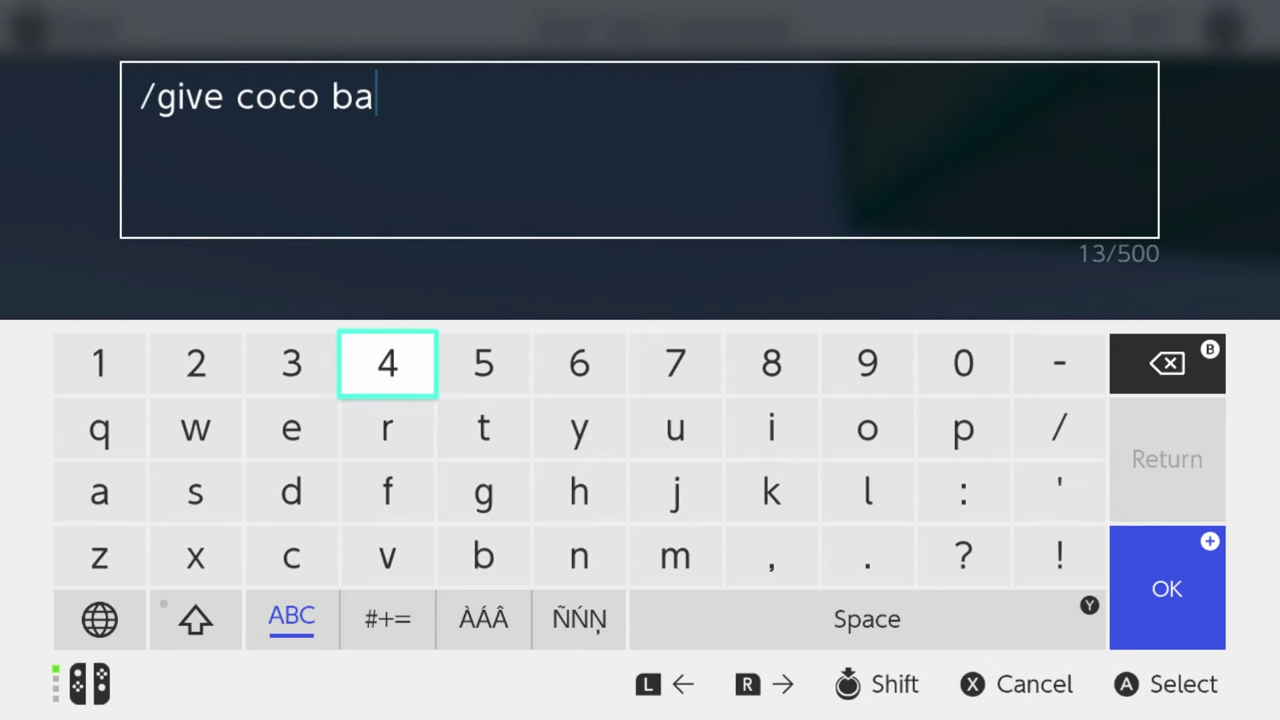 /give coco ba
13/500
1 2 3 4 5 6 7 8 9 0 - B
q w e r t y u i o p /
Return
a s d f g h j k l : '
z x c v b n m , . ? !
OK
ABC #+= ÀÁÂ ÑŃŅ Space Y
L ← R → Shift X Cancel A Select